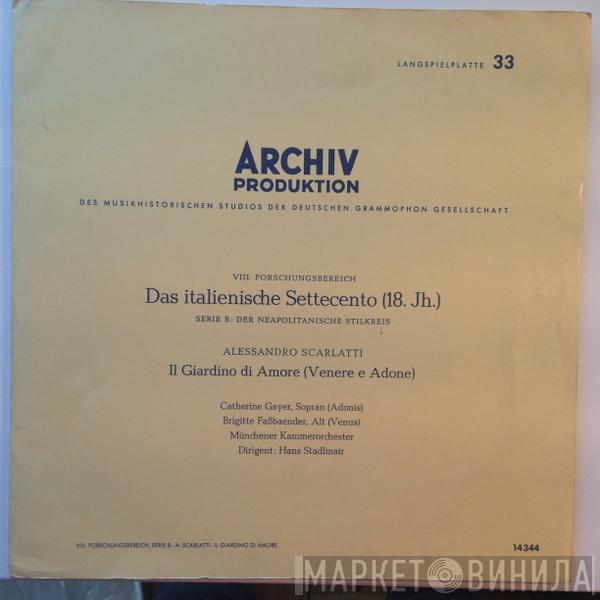 LANGSPIELPLATTE 33
ARCHIV
PRODUKTION
DES MUSIKHISTORISCHEN STUDIOS DER DEUTSCHEN GRAMMOPHON GESELLSCHAFT
VIII. FORSCHUNGSBEREICH
Das italienische Settecento (18. Jh.)
SERIE B: DER NEAPOLITANISCHE STILKREIS
ALESSANDRO SCARLATTI
Il Giardino di Amore (Venere e Adone)
Catherine Gayer, Sopran (Adonis)
Brigitte Faßbaender, Alt (Venus)
Münchener Kammerorchester
Dirigent: Hans Stadlmair
VIII. FORSCHUNGSBEREICH, SERIE B · A. SCARLATTI: IL GIARDINO DI AMORE
14344
МАРКЕТ ВИНИЛА